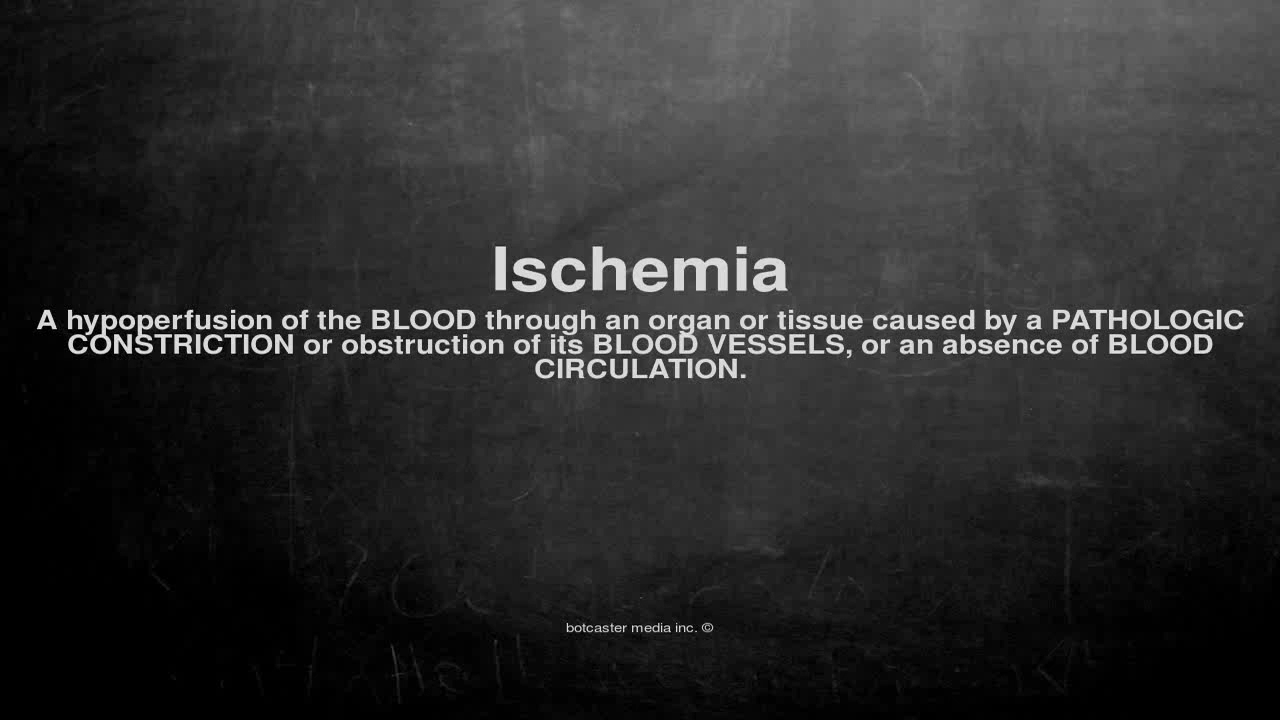 Ischemia
A hypoperfusion of the BLOOD through an organ or tissue caused by a PATHOLOGIC
CONSTRICTION or obstruction of its BLOOD VESSELS, or an absence of BLOOD
CIRCULATION.
botcaster media inc. ©